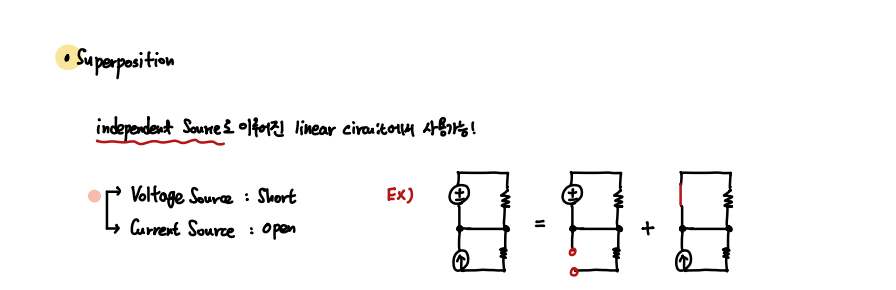 • Superposition
independent Source로 이루어진 linear circuit에서 사용가능!
Voltage Source : Short
Current Source : Open
Ex)
= +